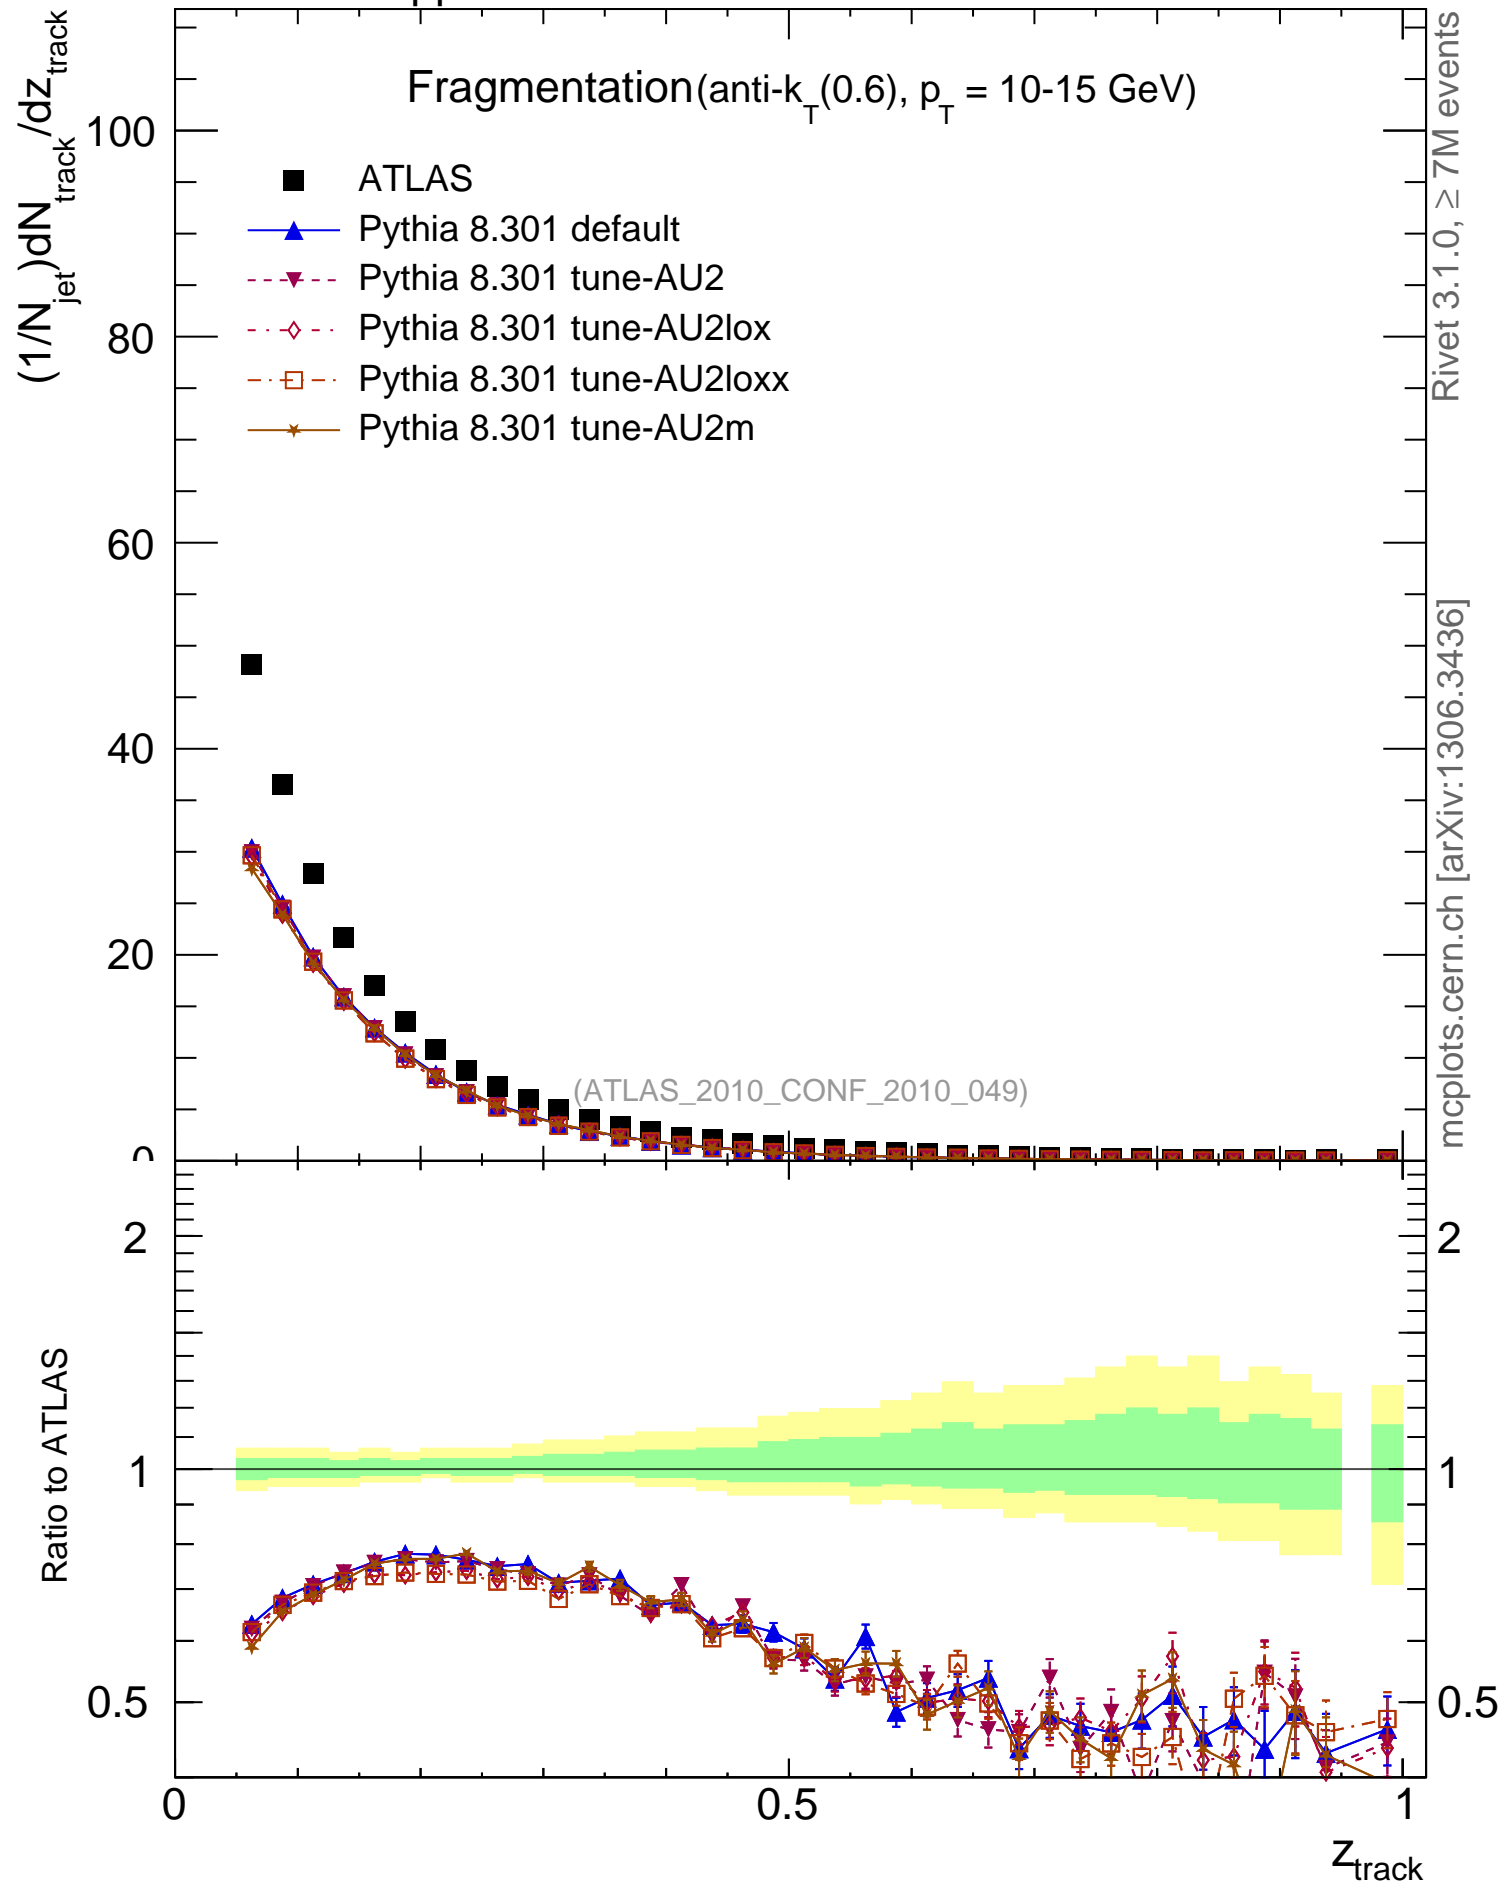 pp
Fragmentation (anti-k_T(0.6), p_T = 10-15 GeV)
(1/N_jet)dN_track/dz_track
ATLAS
Pythia 8.301 default
Pythia 8.301 tune-AU2
Pythia 8.301 tune-AU2lox
Pythia 8.301 tune-AU2loxx
Pythia 8.301 tune-AU2m
100
80
60
40
20
0
(ATLAS_2010_CONF_2010_049)
Rivet 3.1.0, ≥ 7M events
mcplots.cern.ch [arXiv:1306.3436]
Ratio to ATLAS
2
1
0.5
2
1
0.5
0
0.5
1
z_track